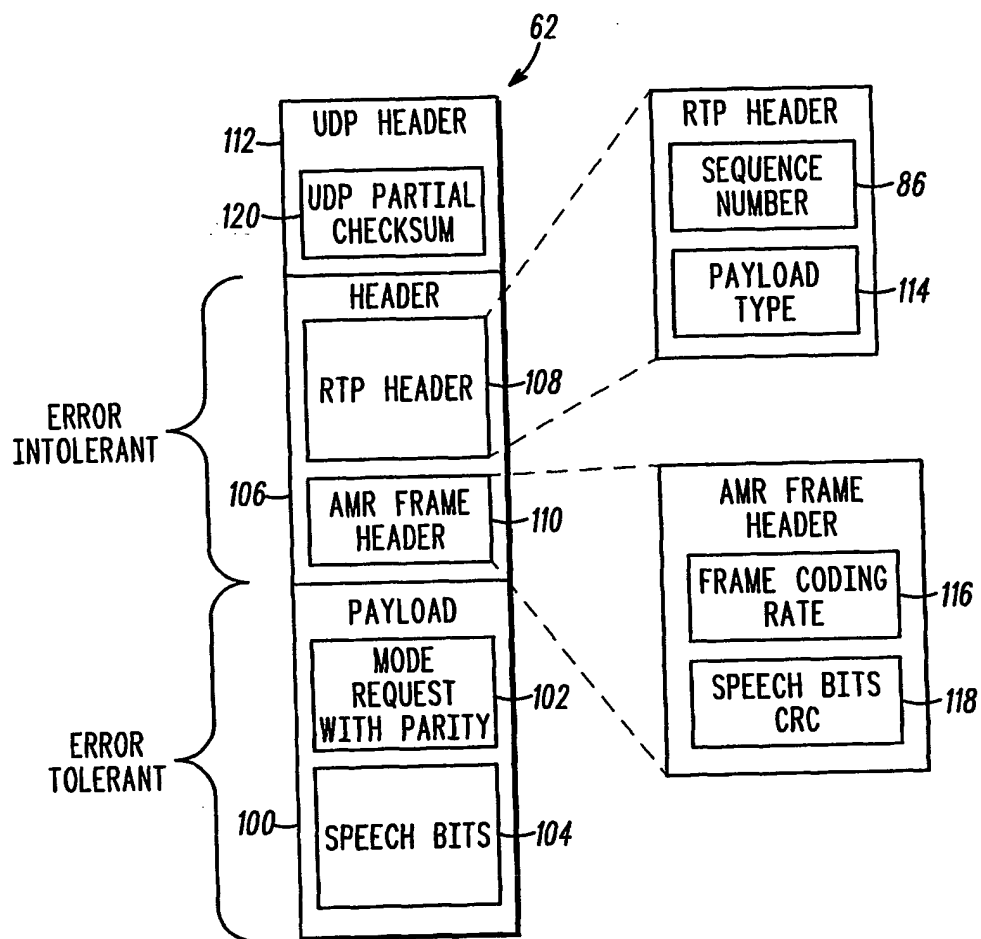 62
UDP HEADER
112
UDP PARTIAL
CHECKSUM
120
HEADER
RTP HEADER
108
ERROR
INTOLERANT
106
AMR FRAME
HEADER
110
PAYLOAD
MODE
REQUEST
WITH PARITY
102
ERROR
TOLERANT
100
SPEECH BITS
104
RTP HEADER
SEQUENCE
NUMBER
86
PAYLOAD
TYPE
114
AMR FRAME
HEADER
FRAME CODING
RATE
116
SPEECH BITS
CRC
118